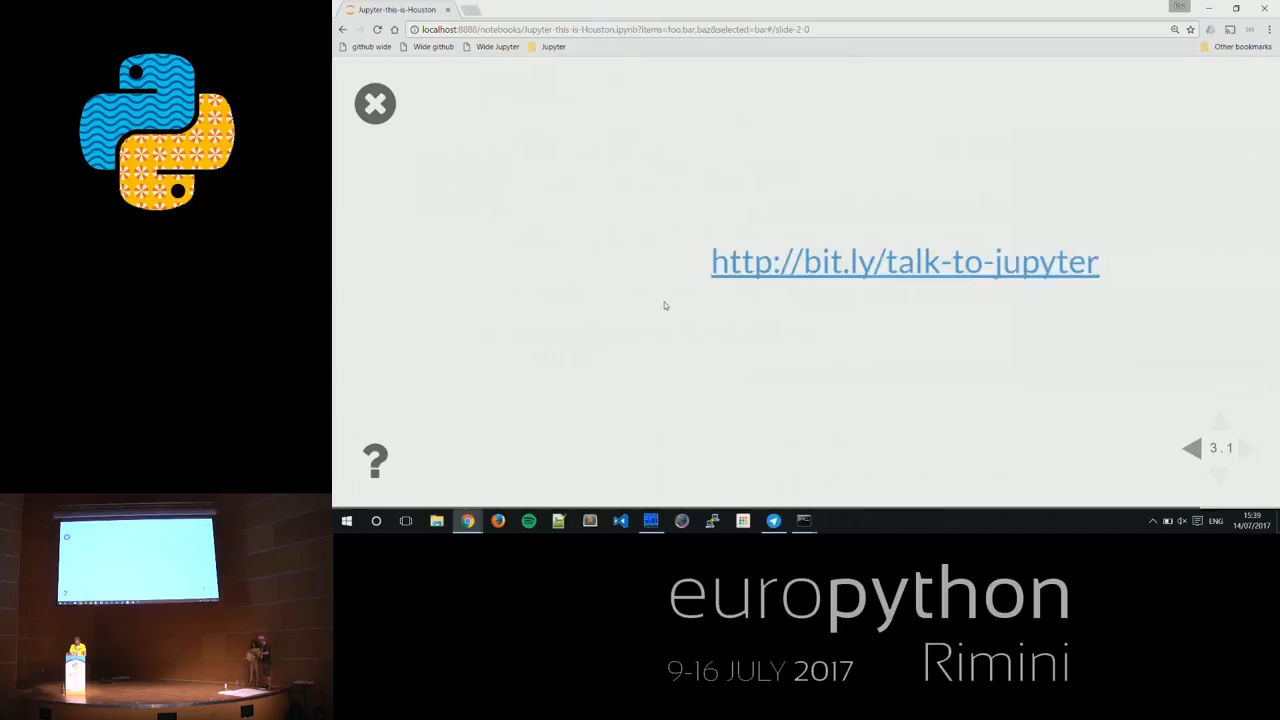 Jupyter-this-is-Houston
localhost:8888/notebooks/Jupyter-this-is-Houston.ipynb?items=foo,bar,baz&selected=bar#/slide-2-0
github wide
Wide github
Wide Jupyter
Jupyter
Other bookmarks
http://bit.ly/talk-to-jupyter
?
3.1
ENG
15:39
14/07/2017
europython
9-16 JULY 2017
Rimini